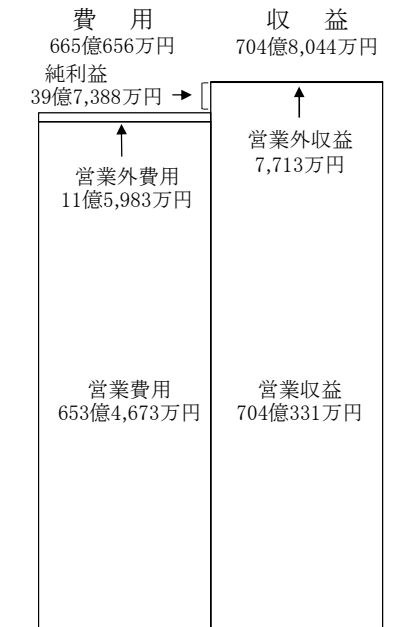 費　用
665億656万円
収　益
704億8,044万円
純利益
39億7,388万円
営業外費用
11億5,983万円
営業外収益
7,713万円
営業費用
653億4,673万円
営業収益
704億331万円